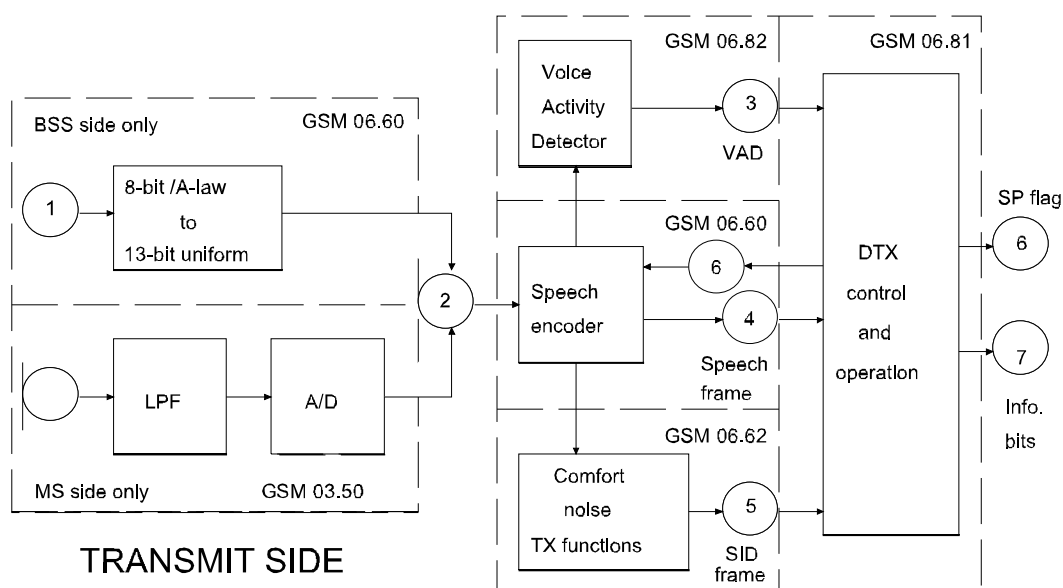 BSS side only
GSM 06.60
1
8-bit /A-law
to
13-bit uniform
2
LPF
A/D
MS side only
GSM 03.50
TRANSMIT SIDE
GSM 06.82
Volce
Activity
Detector
3
VAD
GSM 06.60
Speech
encoder
6
4
Speech
frame
GSM 06.62
Comfort
noise
TX functlons
5
SID
frame
GSM 06.81
DTX
control
and
operation
SP flag
6
7
Info.
bits